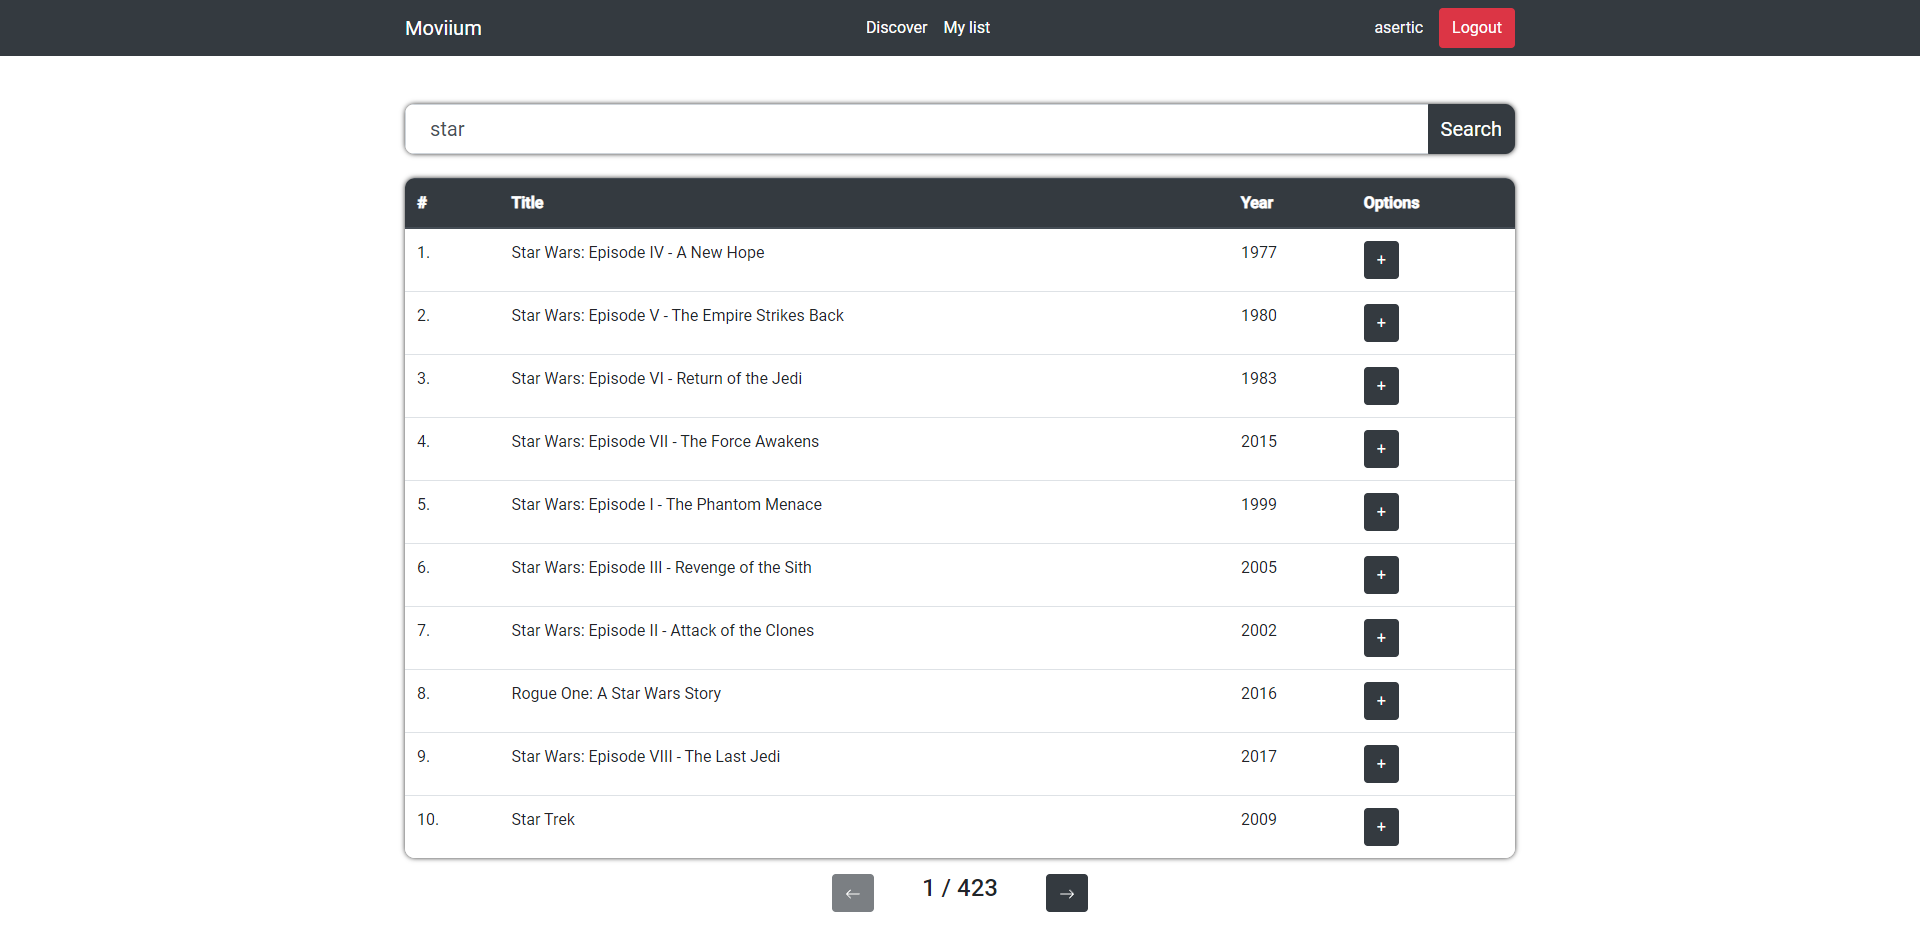 Moviium Discover My list asertic Logout
star Search
# Title Year Options
1. Star Wars: Episode IV - A New Hope 1977 +
2. Star Wars: Episode V - The Empire Strikes Back 1980 +
3. Star Wars: Episode VI - Return of the Jedi 1983 +
4. Star Wars: Episode VII - The Force Awakens 2015 +
5. Star Wars: Episode I - The Phantom Menace 1999 +
6. Star Wars: Episode III - Revenge of the Sith 2005 +
7. Star Wars: Episode II - Attack of the Clones 2002 +
8. Rogue One: A Star Wars Story 2016 +
9. Star Wars: Episode VIII - The Last Jedi 2017 +
10. Star Trek 2009 +
← 1 / 423 →